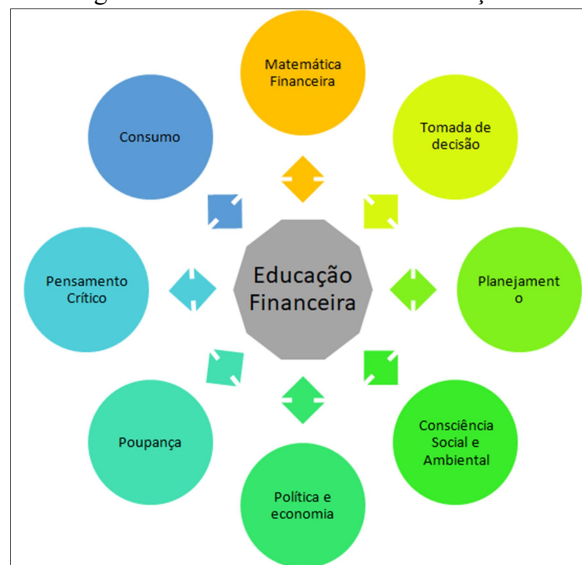 Matemática
Financeira
Tomada de
decisão
Planejament
o
Consciência
Social e
Ambiental
Política e
economia
Poupança
Pensamento
Crítico
Consumo
Educação
Financeira